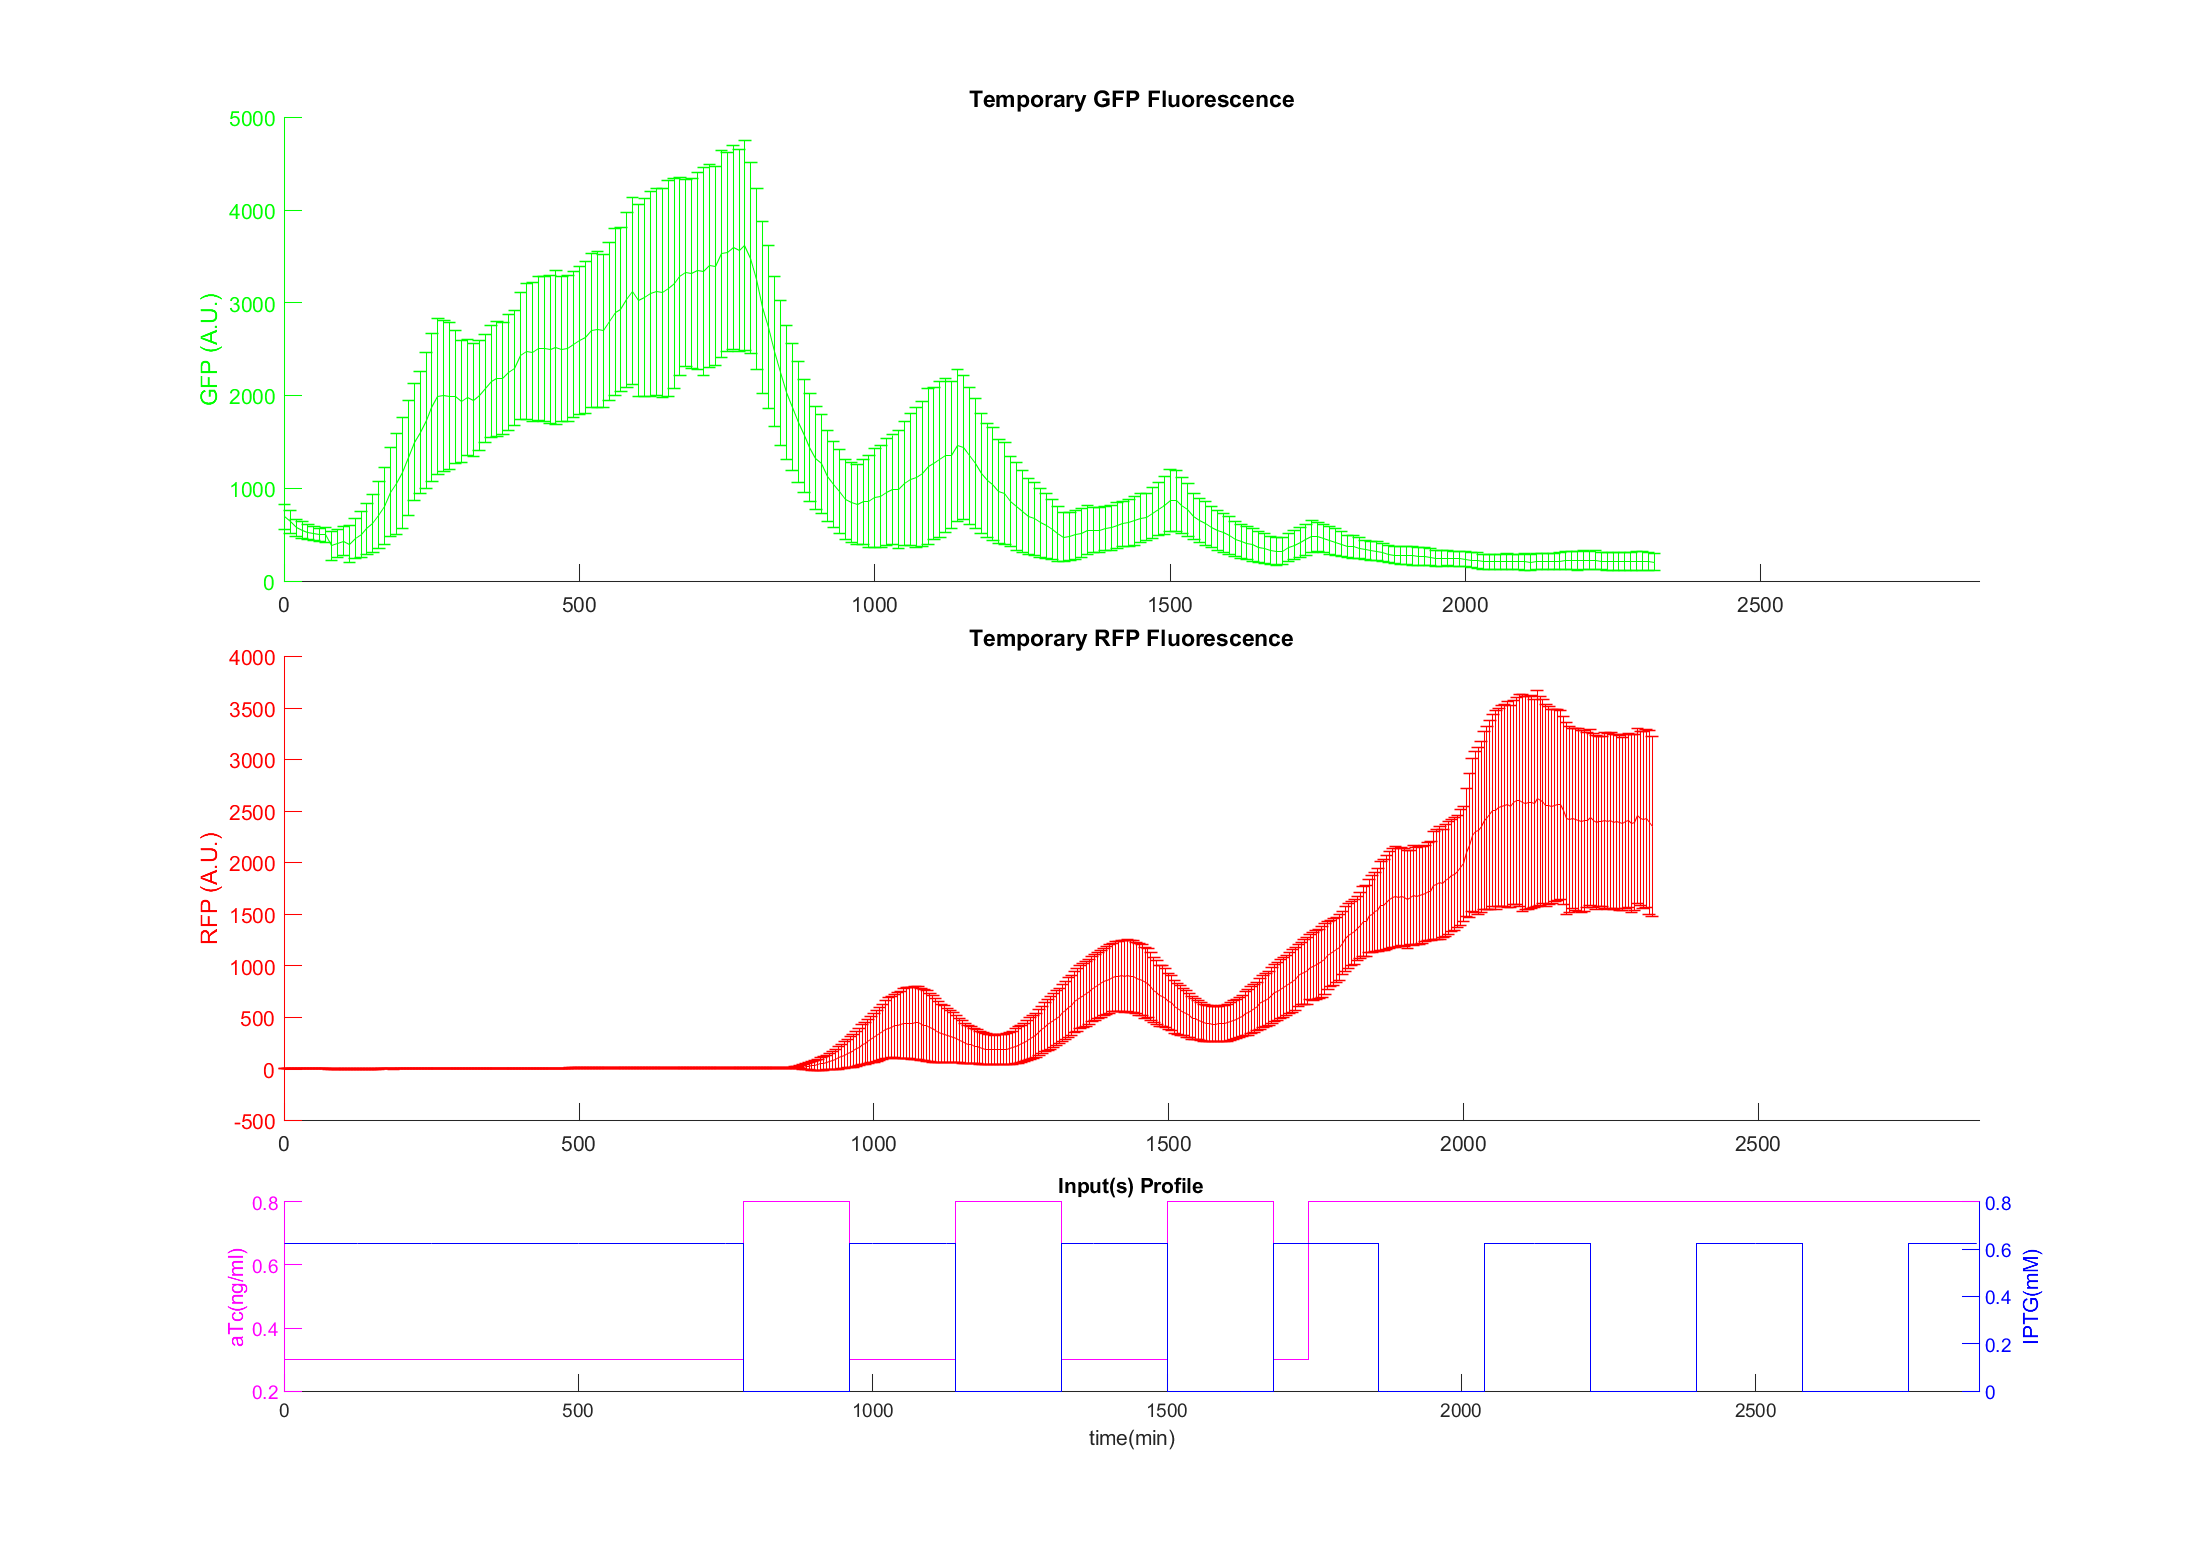 Temporary GFP Fluorescence
5000
4000
3000
2000
1000
0
GFP (A.U.)
0 500 1000 1500 2000 2500
Temporary RFP Fluorescence
4000
3500
3000
2500
2000
1500
1000
500
0
-500
RFP (A.U.)
0 500 1000 1500 2000 2500
Input(s) Profile
0.8
0.6
0.4
0.2
aTc(ng/ml)
0.8
0.6
0.4
0.2
0
IPTG(mM)
0 500 1000 1500 2000 2500
time(min)